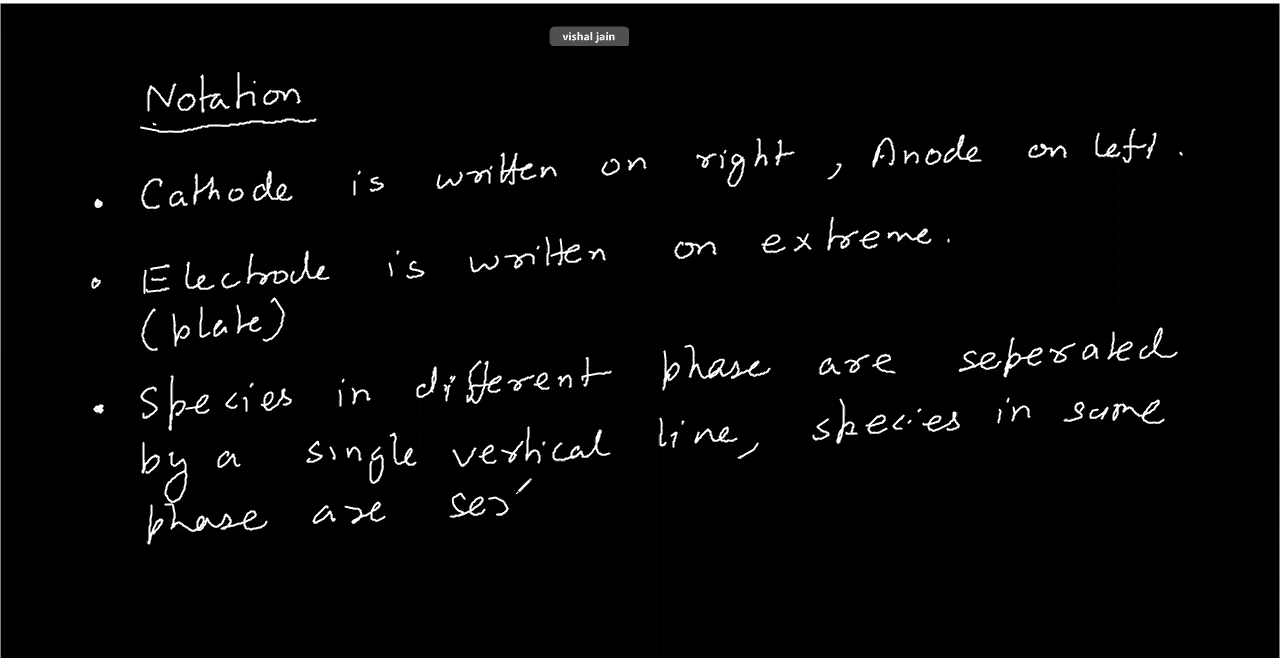 vishal jain
Notation
• Cathode is written on right, Anode on left.
• Electrode is written on extreme.
(plate)
• Species in different phase are seperated
by a single vertical line, species in same
phase are